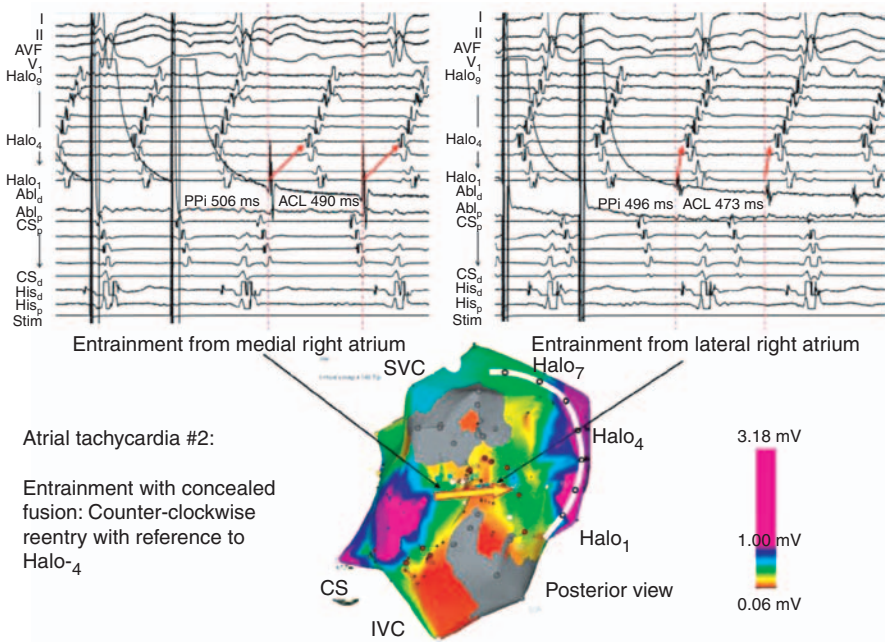 I
II
AVF
V1
Halo9
Halo4
Halo1
Abld
Ablp
CSp
CSd
Hisd
Hisp
Stim
PPi 506 ms
ACL 490 ms
I
II
AVF
V1
Halo9
Halo4
Halo1
Abld
Ablp
CSp
CSd
Hisd
Hisp
Stim
PPi 496 ms
ACL 473 ms
Entrainment from medial right atrium
Entrainment from lateral right atrium
SVC
Halo7
Halo4
Halo1
Atrial tachycardia #2:
Entrainment with concealed
fusion: Counter-clockwise
reentry with reference to
Halo-4
CS
IVC
Posterior view
3.18 mV
1.00 mV
0.06 mV